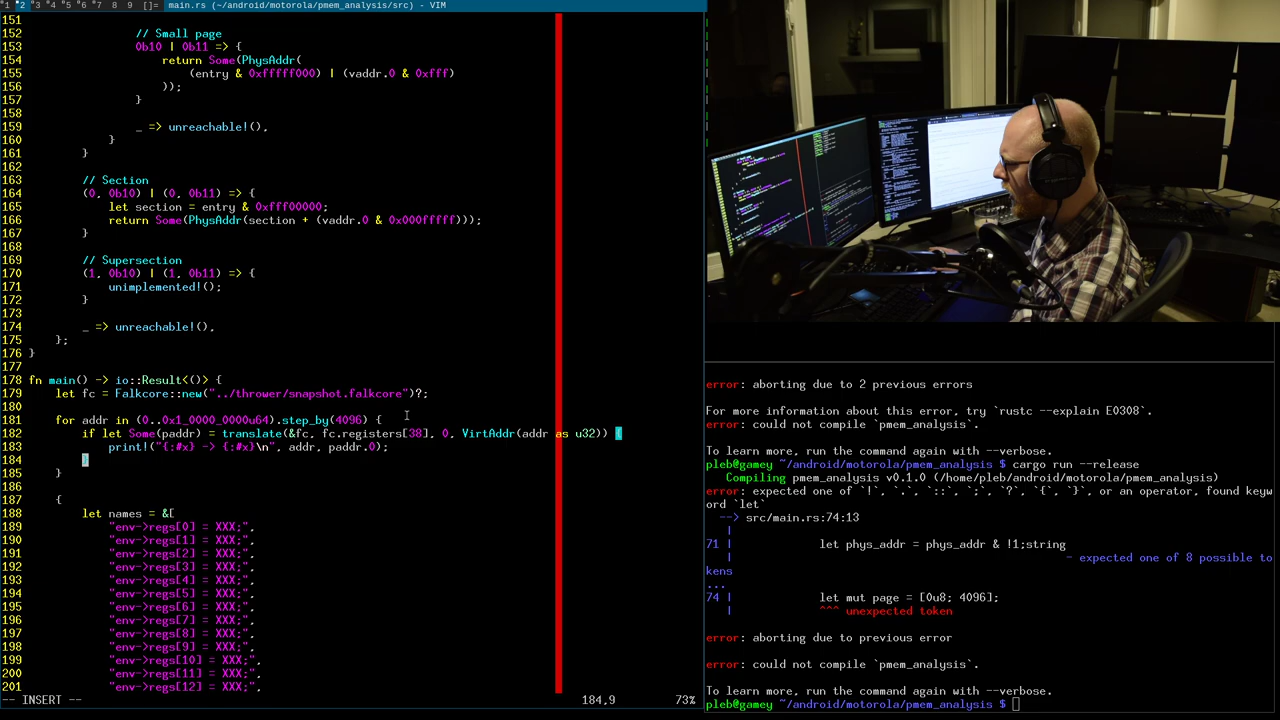 1 2 3 4 5 6 7 8 9 []= main.rs (~/android/motorola/pmem_analysis/src) - VIM
151
152 // Small page
153 0b10 | 0b11 => {
154 return Some(PhysAddr(
155 (entry & 0xfffff000) | (vaddr.0 & 0xfff)
156 ));
157 }
158
159 _ => unreachable!(),
160 }
161 }
162
163 // Section
164 (0, 0b10) | (0, 0b11) => {
165 let section = entry & 0xfff00000;
166 return Some(PhysAddr(section + (vaddr.0 & 0x000fffff)));
167 }
168
169 // Supersection
170 (1, 0b10) | (1, 0b11) => {
171 unimplemented!();
172 }
173
174 _ => unreachable!(),
175 };
176 }
177
178 fn main() -> io::Result<()> {
179 let fc = Falkcore::new("../thrower/snapshot.falkcore")?;
180
181 for addr in (0..0x1_0000_0000u64).step_by(4096) {
182 if let Some(paddr) = translate(&fc, fc.registers[38], 0, VirtAddr(addr as u32)) {
183 print!("{:#x} -> {:#x}\n", addr, paddr.0);
184 }
185 }
186
187 {
188 let names = &[
189 "env->regs[0] = XXX;",
190 "env->regs[1] = XXX;",
191 "env->regs[2] = XXX;",
192 "env->regs[3] = XXX;",
193 "env->regs[4] = XXX;",
194 "env->regs[5] = XXX;",
195 "env->regs[6] = XXX;",
196 "env->regs[7] = XXX;",
197 "env->regs[8] = XXX;",
198 "env->regs[9] = XXX;",
199 "env->regs[10] = XXX;",
200 "env->regs[11] = XXX;",
201 "env->regs[12] = XXX;",
-- INSERT -- 184,9 73%
error: aborting due to 2 previous errors
For more information about this error, try `rustc --explain E0308`.
error: could not compile `pmem_analysis`.
To learn more, run the command again with --verbose.
pleb@gamey ~/android/motorola/pmem_analysis $ cargo run --release
Compiling pmem_analysis v0.1.0 (/home/pleb/android/motorola/pmem_analysis)
error: expected one of `!`, `.`, `::`, `;`, `?`, `{`, `}`, or an operator, found keyw
ord `let`
--> src/main.rs:74:13
|
71 | let phys_addr = phys_addr & !1;string
| - expected one of 8 possible to
kens
...
74 | let mut page = [0u8; 4096];
| ^^^ unexpected token
error: aborting due to previous error
error: could not compile `pmem_analysis`.
To learn more, run the command again with --verbose.
pleb@gamey ~/android/motorola/pmem_analysis $